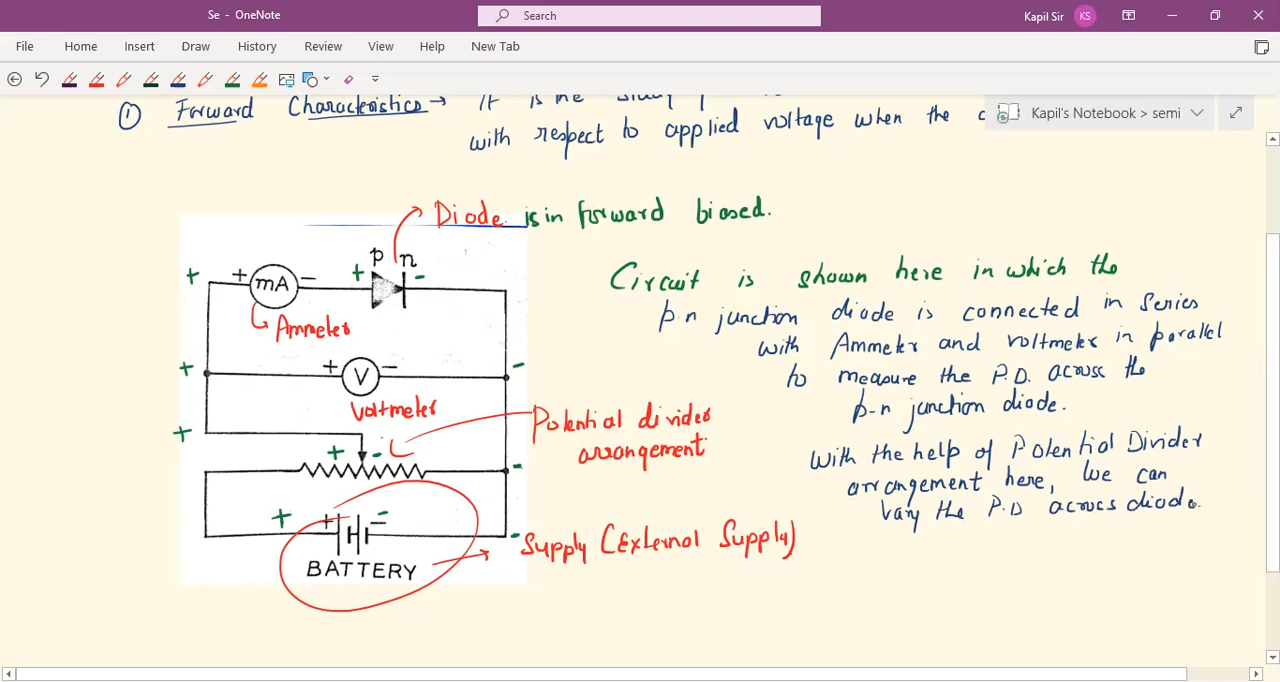 Se - OneNote
Search
Kapil Sir
KS
File
Home
Insert
Draw
History
Review
View
Help
New Tab
Kapil's Notebook > semi
① Forward Characteristics → It is the study
with respect to applied voltage when the
Diode is in forward biased.
p n
+ + mA - + -
Ammeter
+ + V - -
Voltmeter
+
+ - -
Potential divider
arrangement
+ + - - -
BATTERY
Supply (External Supply)
Circuit is shown here in which the
p-n junction diode is connected in Series
with Ammeter and voltmeter in parallel
to measure the P.D. across the
p-n junction diode.
With the help of Potential Divider
arrangement here, we can
vary the P.D across diode.